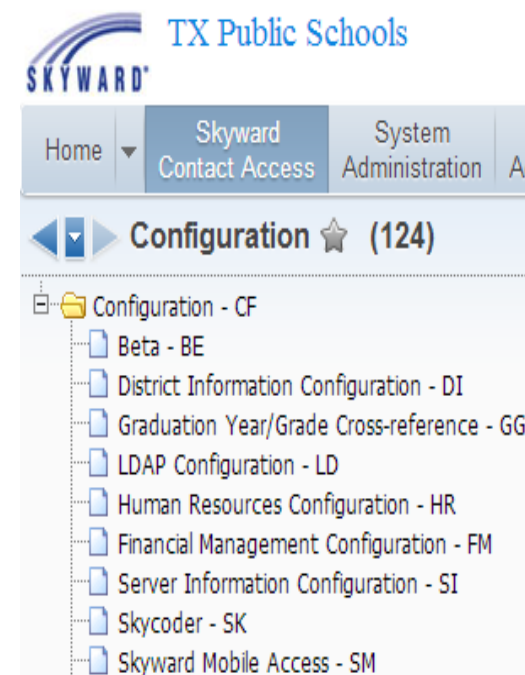 TX Public Schools
SKYWARD
Home
Skyward
Contact Access
System
Administration
A
Configuration (124)
Configuration - CF
Beta - BE
District Information Configuration - DI
Graduation Year/Grade Cross-reference - GG
LDAP Configuration - LD
Human Resources Configuration - HR
Financial Management Configuration - FM
Server Information Configuration - SI
Skycoder - SK
Skyward Mobile Access - SM